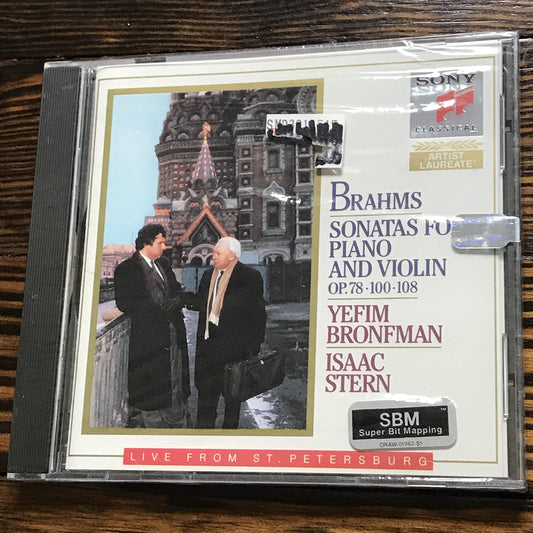 SONY
CLASSICAL
ARTIST
LAUREATE
BRAHMS
SONATAS FO
PIANO
AND VIOLIN
OP. 78 · 100 · 108
YEFIM
BRONFMAN
ISAAC
STERN
SBM™
Super Bit Mapping
LIVE FROM ST. PETERSBURG